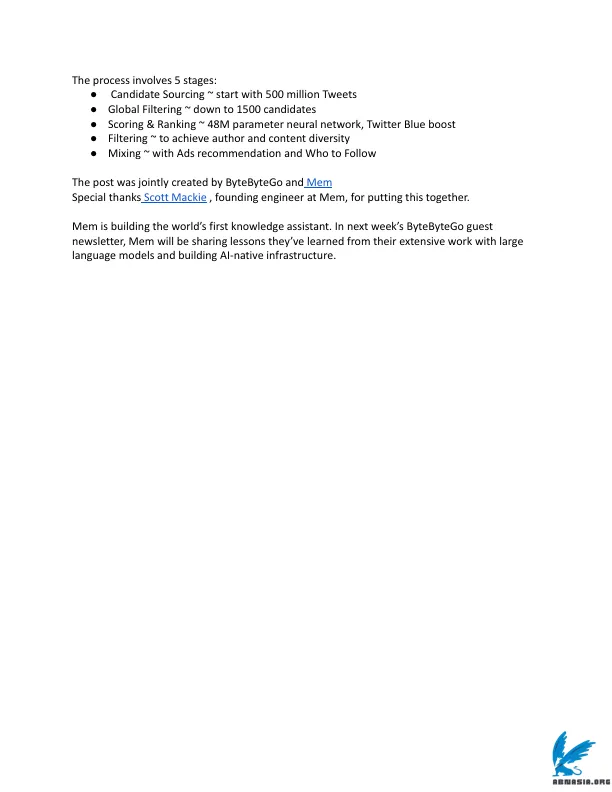 The process involves 5 stages:
● Candidate Sourcing ~ start with 500 million Tweets
● Global Filtering ~ down to 1500 candidates
● Scoring & Ranking ~ 48M parameter neural network, Twitter Blue boost
● Filtering ~ to achieve author and content diversity
● Mixing ~ with Ads recommendation and Who to Follow
The post was jointly created by ByteByteGo and Mem
Special thanks Scott Mackie , founding engineer at Mem, for putting this together.
Mem is building the world’s first knowledge assistant. In next week’s ByteByteGo guest
newsletter, Mem will be sharing lessons they’ve learned from their extensive work with large
language models and building AI-native infrastructure.
ABNASIA.ORG